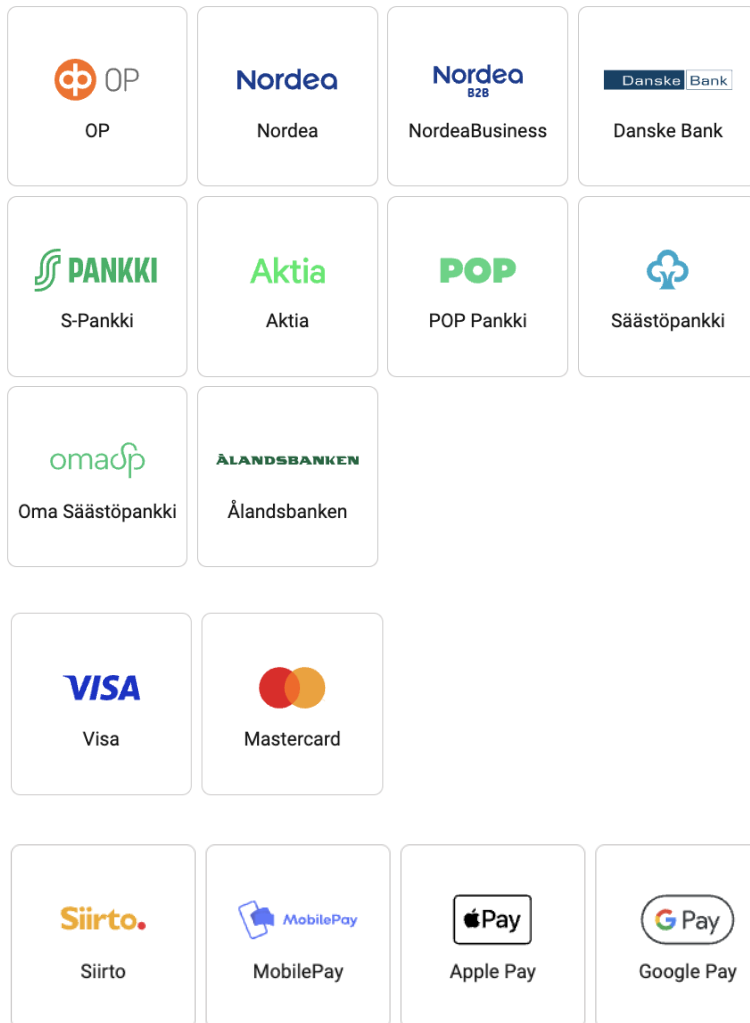 OP
OP
Nordea
Nordea
Nordea
B2B
NordeaBusiness
Danske Bank
Danske Bank
S PANKKI
S-Pankki
Aktia
Aktia
POP
POP Pankki
Säästöpankki
omasp
Oma Säästöpankki
ÅLANDSBANKEN
Ålandsbanken
VISA
Visa
Mastercard
Siirto.
Siirto
MobilePay
MobilePay
Pay
Apple Pay
G Pay
Google Pay